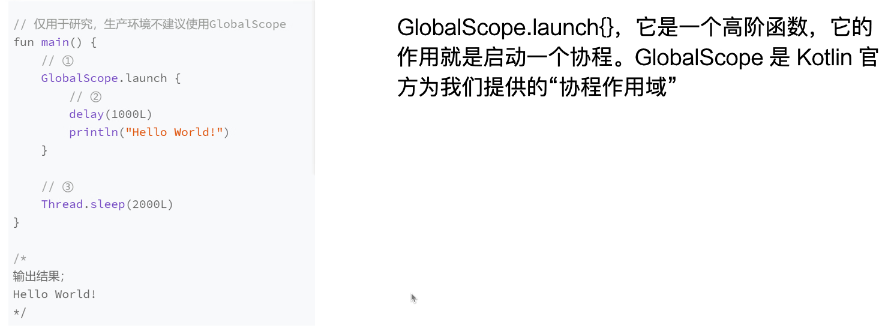 // 仅用于研究，生产环境不建议使用GlobalScope
fun main() {
    // ①
    GlobalScope.launch {
        // ②
        delay(1000L)
        println("Hello World!")
    }

    // ③
    Thread.sleep(2000L)
}

/*
输出结果；
Hello World!
*/
GlobalScope.launch{}，它是一个高阶函数，它的
作用就是启动一个协程。GlobalScope 是 Kotlin 官
方为我们提供的“协程作用域”